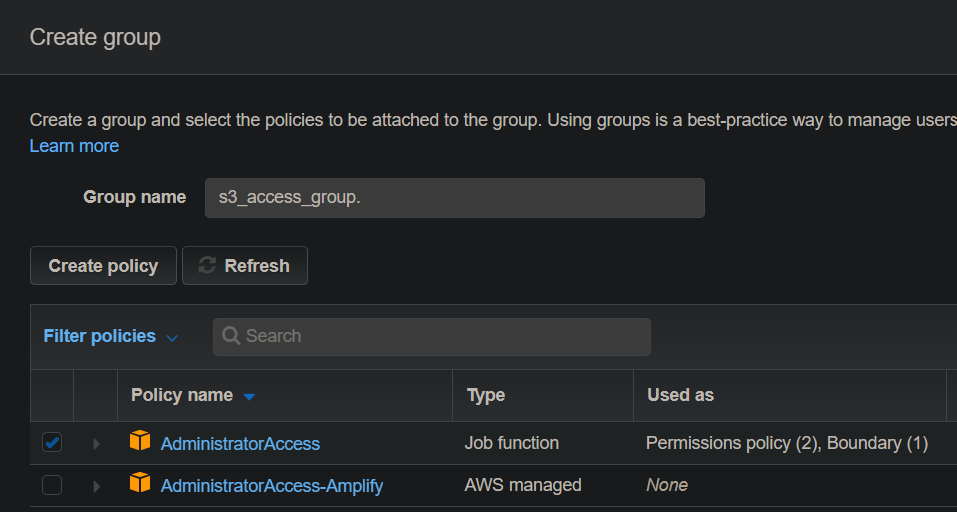 Create group
Create a group and select the policies to be attached to the group. Using groups is a best-practice way to manage users
Learn more
Group name s3_access_group.
Create policy Refresh
Filter policies Search
Policy name Type Used as
AdministratorAccess Job function Permissions policy (2), Boundary (1)
AdministratorAccess-Amplify AWS managed None